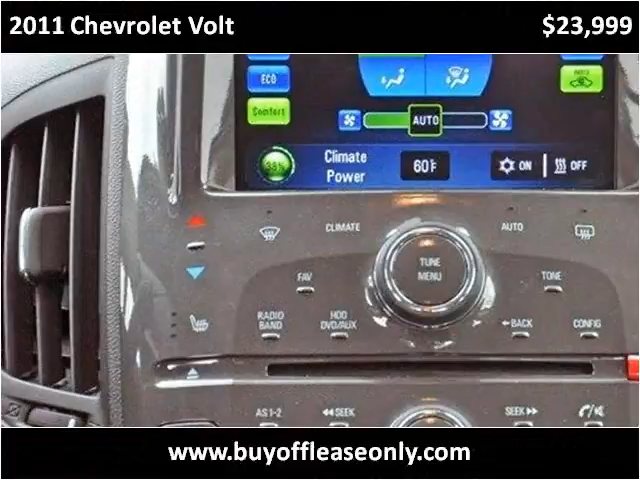 2011 Chevrolet Volt $23,999
ECO
Comfort
AUTO
38%
Climate
Power
60°F
ON
OFF
CLIMATE
AUTO
FAV
TUNE
MENU
TONE
RADIO
BAND
HDD
DVD/AUX
BACK
CONFIG
AS 1-2
SEEK
SEEK
www.buyoffleaseonly.com